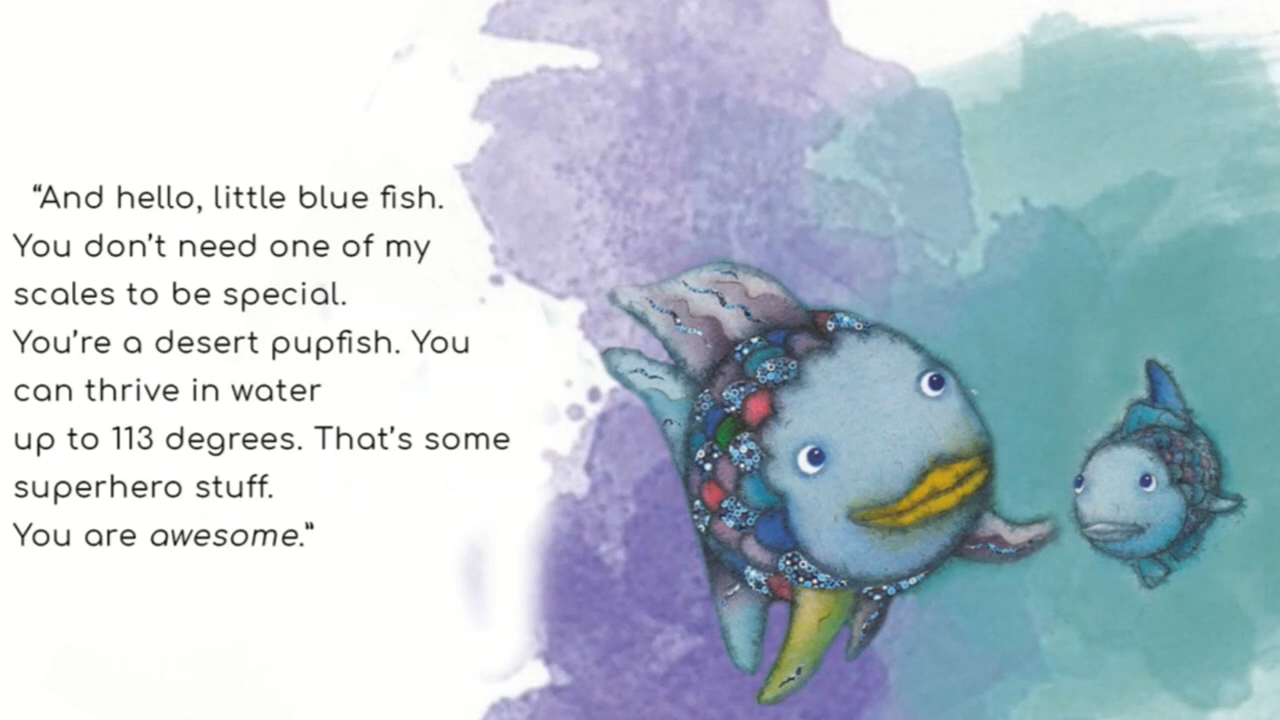 “And hello, little blue fish.
You don’t need one of my
scales to be special.
You’re a desert pupfish. You
can thrive in water
up to 113 degrees. That’s some
superhero stuff.
You are awesome.”